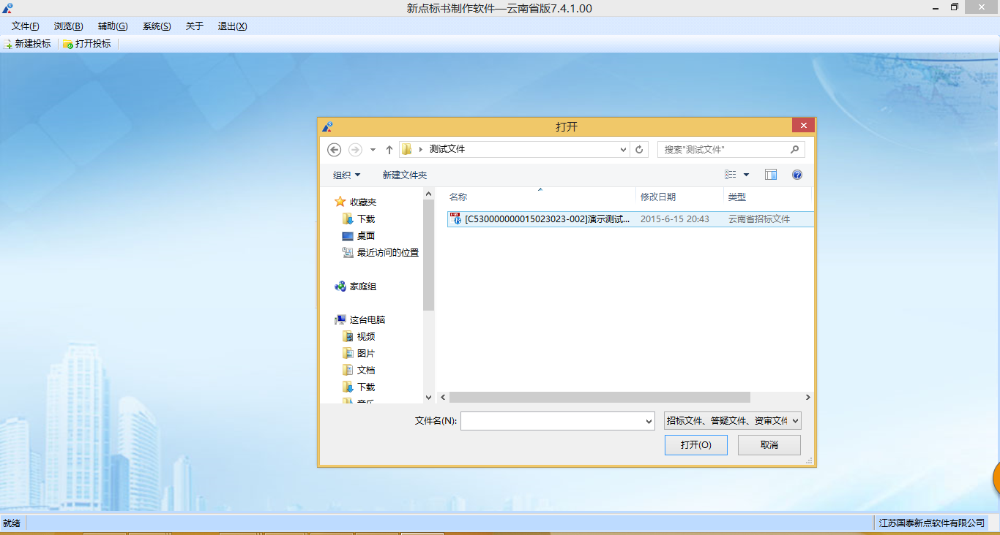 新点标书制作软件—云南省版7.4.1.00
文件(F) 浏览(B) 辅助(G) 系统(S) 关于 退出(X)
新建投标 打开投标
打开
测试文件 搜索"测试文件"
组织 新建文件夹
名称 修改日期 类型
收藏夹
[C530000000015023023-002]演示测试... 2015-6-15 20:43 云南省招标文件
下载
桌面
最近访问的位置
家庭组
这台电脑
视频
图片
文档
下载
音乐
文件名(N): 招标文件、答疑文件、资审文件
打开(O) 取消
就绪 江苏国泰新点软件有限公司